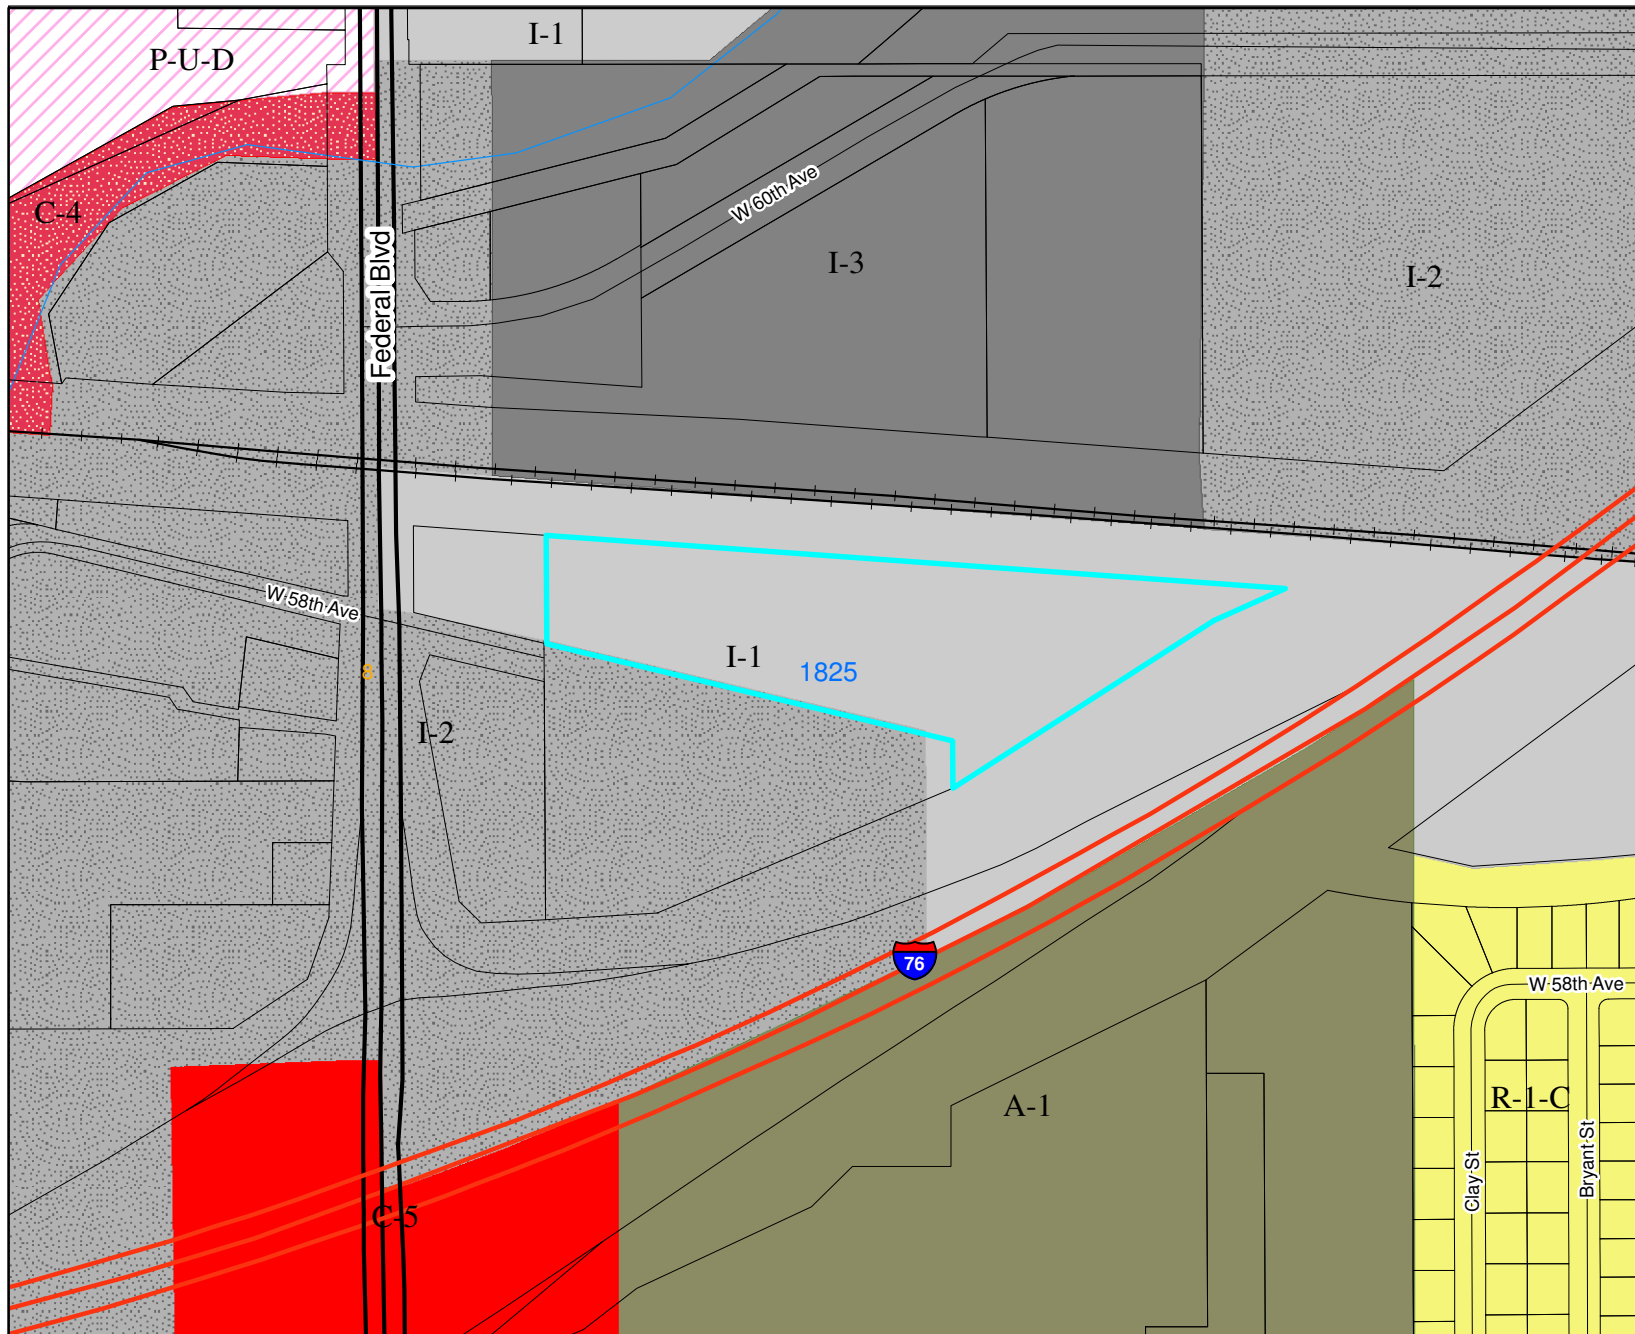 I-1
P-U-D
W 60th Ave
C-4
I-3
I-2
Federal Blvd
W 58th Ave
I-1
1825
8
I-2
76
W 58th Ave
R-1-C
A-1
Bryant St
Clay St
C-5